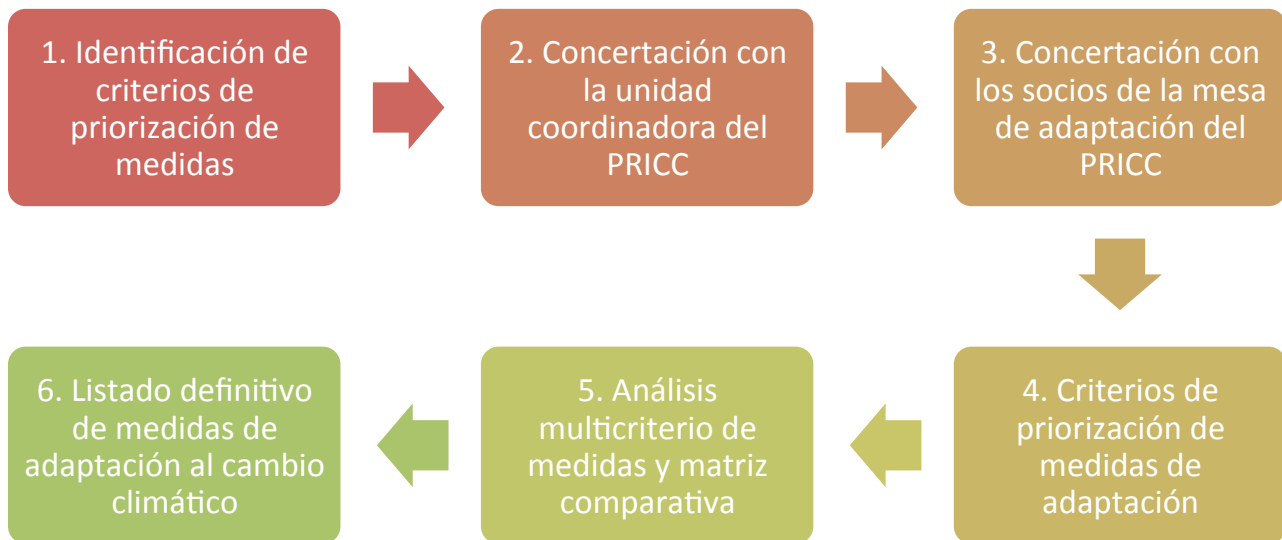 1. Identificación de
criterios de
priorización de
medidas
2. Concertación con
la unidad
coordinadora del
PRICC
3. Concertación con
los socios de la mesa
de adaptación del
PRICC
4. Criterios de
priorización de
medidas de
adaptación
5. Análisis
multicriterio de
medidas y matriz
comparativa
6. Listado definitivo
de medidas de
adaptación al cambio
climático